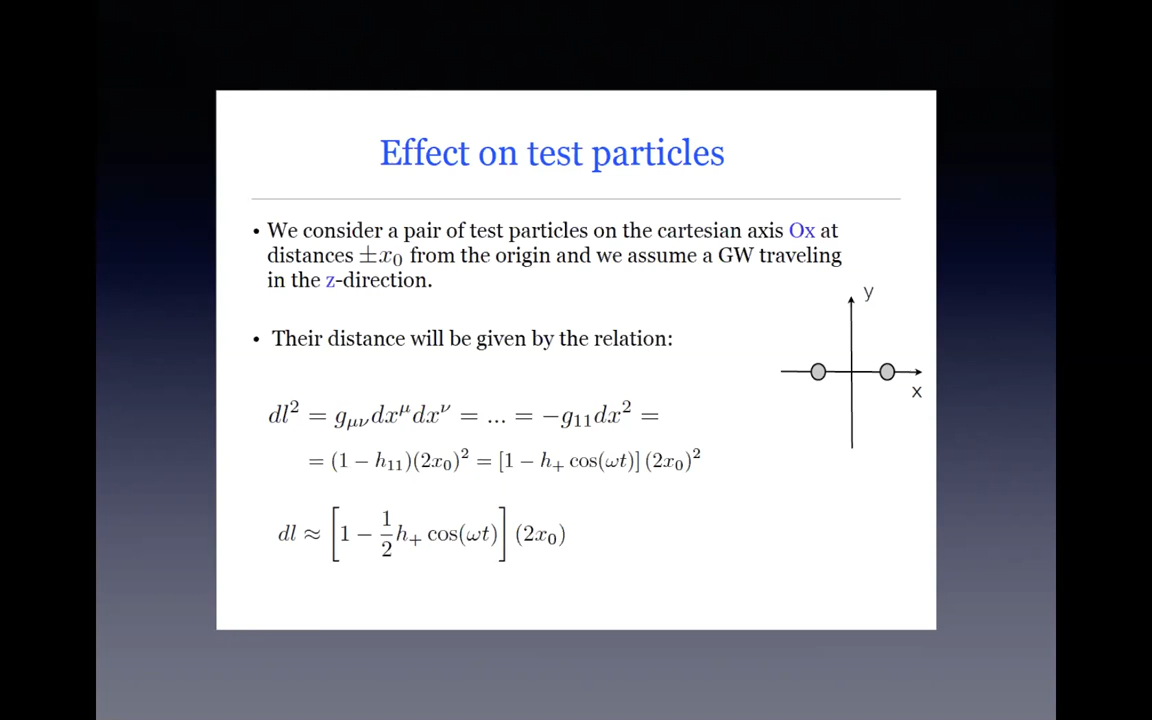 Effect on test particles
• We consider a pair of test particles on the cartesian axis Ox at
distances ±x₀ from the origin and we assume a GW traveling
in the z-direction.
y
• Their distance will be given by the relation:
x
dl² = g_μν dx^μ dx^ν = ... = −g₁₁dx² =
= (1 − h₁₁)(2x₀)² = [1 − h₊ cos(ωt)] (2x₀)²
dl ≈ [1 − 1/2 h₊ cos(ωt)] (2x₀)